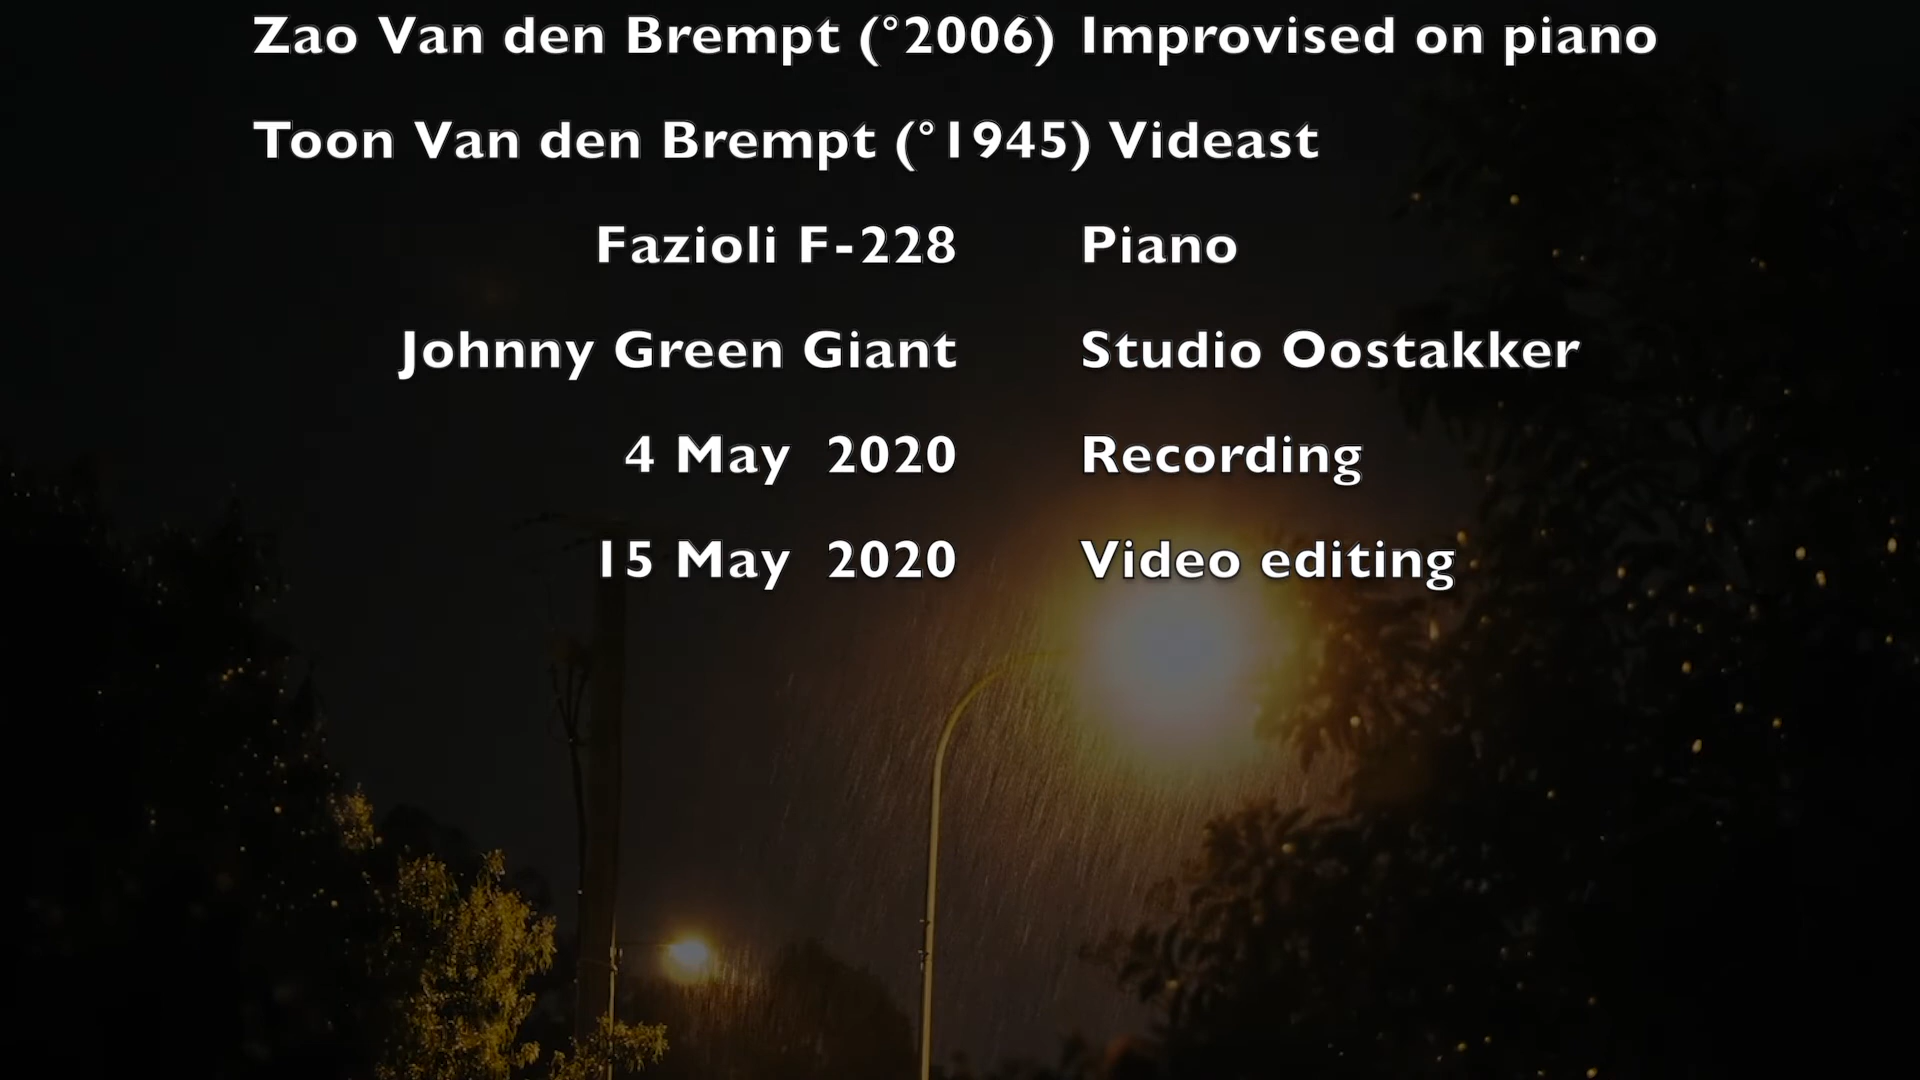 Zao Van den Brempt (°2006) Improvised on piano
Toon Van den Brempt (°1945) Videast
Fazioli F-228 Piano
Johnny Green Giant Studio Oostakker
4 May 2020 Recording
15 May 2020 Video editing